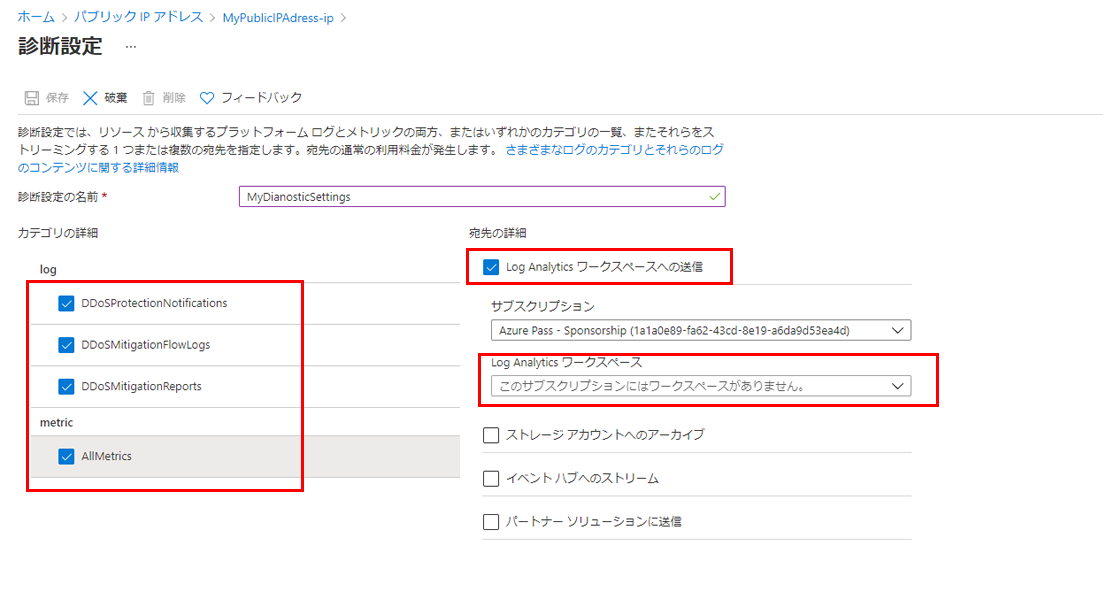 ホーム > パブリック IP アドレス > MyPublicIPAdress-ip >
診断設定 …
保存 破棄 削除 フィードバック
診断設定では、リソース から収集するプラットフォーム ログとメトリックの両方、またはいずれかのカテゴリの一覧、またそれらをス
トリーミングする 1 つまたは複数の宛先を指定します。宛先の通常の利用料金が発生します。 さまざまなログのカテゴリとそれらのログ
のコンテンツに関する詳細情報
診断設定の名前 * MyDianosticSettings
カテゴリの詳細
log
DDoSProtectionNotifications
DDoSMitigationFlowLogs
DDoSMitigationReports
metric
AllMetrics
宛先の詳細
Log Analytics ワークスペースへの送信
サブスクリプション
Azure Pass - Sponsorship (1a1a0e89-fa62-43cd-8e19-a6da9d53ea4d)
Log Analytics ワークスペース
このサブスクリプションにはワークスペースがありません。
ストレージ アカウントへのアーカイブ
イベント ハブへのストリーム
パートナー ソリューションに送信